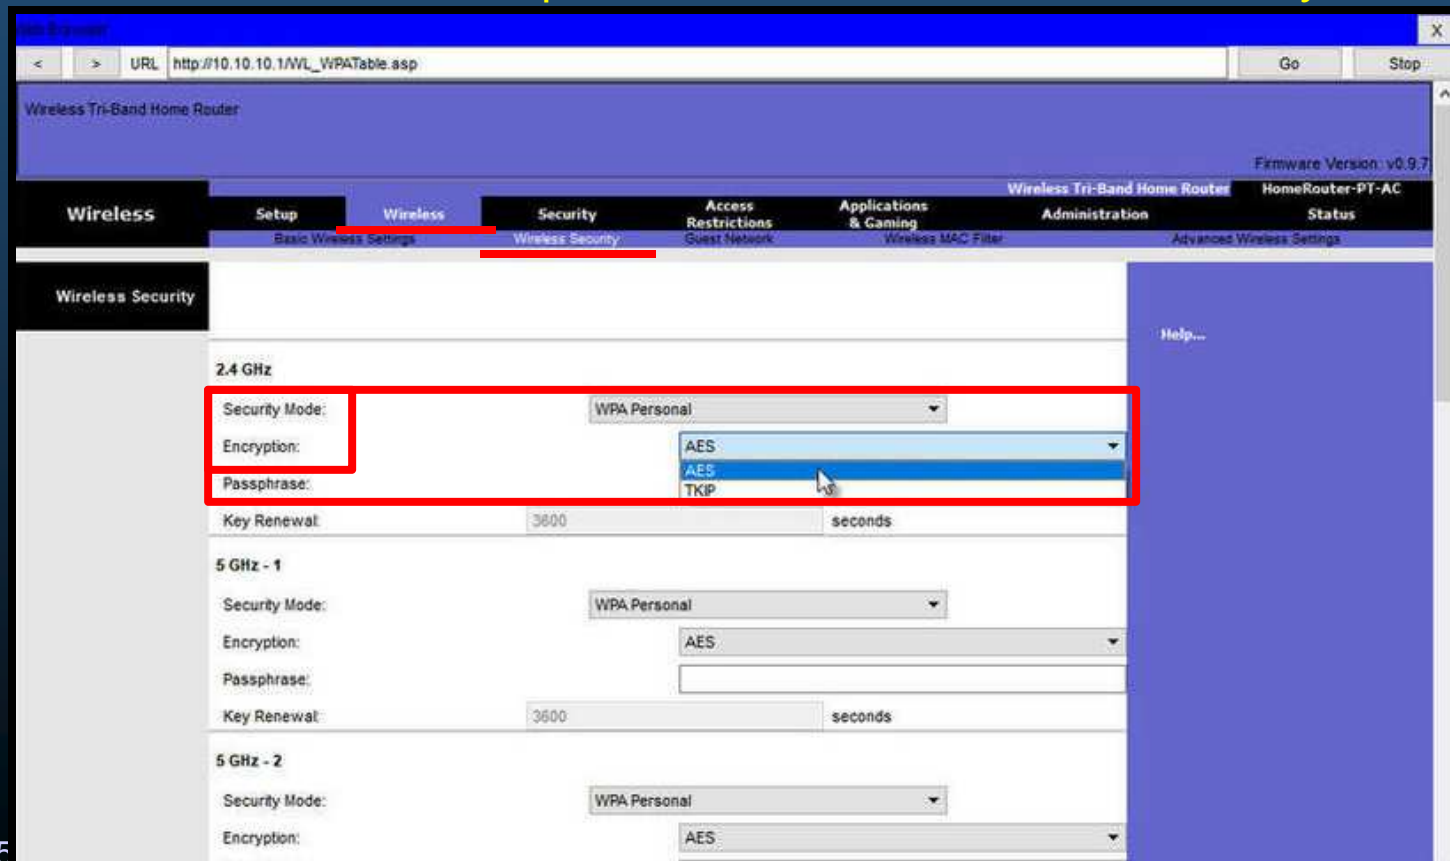 Web Browser
X
< > URL http://10.10.10.1/WL_WPATable.asp Go Stop
Wireless Tri-Band Home Router
Firmware Version: v0.9.7
Wireless Tri-Band Home Router HomeRouter-PT-AC
Wireless Setup Wireless Security Access Restrictions Applications & Gaming Administration Status
Basic Wireless Settings Wireless Security Guest Network Wireless MAC Filter Advanced Wireless Settings
Wireless Security
Help...
2.4 GHz
Security Mode: WPA Personal
Encryption: AES
AES
Passphrase:
TKIP
Key Renewal: 3600 seconds
5 GHz - 1
Security Mode: WPA Personal
Encryption: AES
Passphrase:
Key Renewal: 3600 seconds
5 GHz - 2
Security Mode: WPA Personal
Encryption: AES